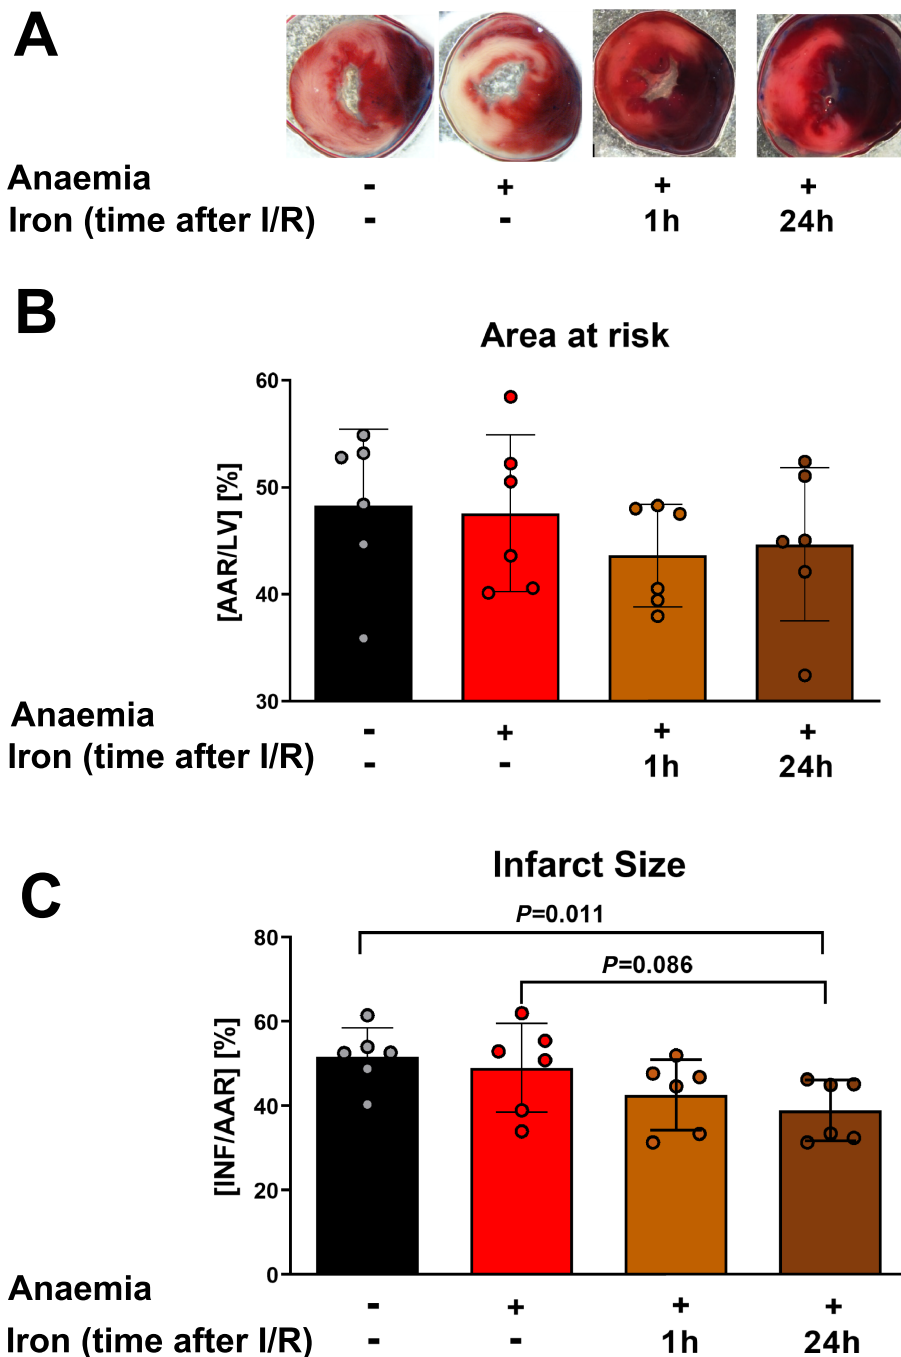 A
Anaemia - + + +
Iron (time after I/R) - - 1h 24h
B
Area at risk
[AAR/LV] [%]
60
50
40
30
Anaemia - + + +
Iron (time after I/R) - - 1h 24h
C
Infarct Size
P=0.011
P=0.086
[INF/AAR] [%]
80
60
40
20
0
Anaemia - + + +
Iron (time after I/R) - - 1h 24h